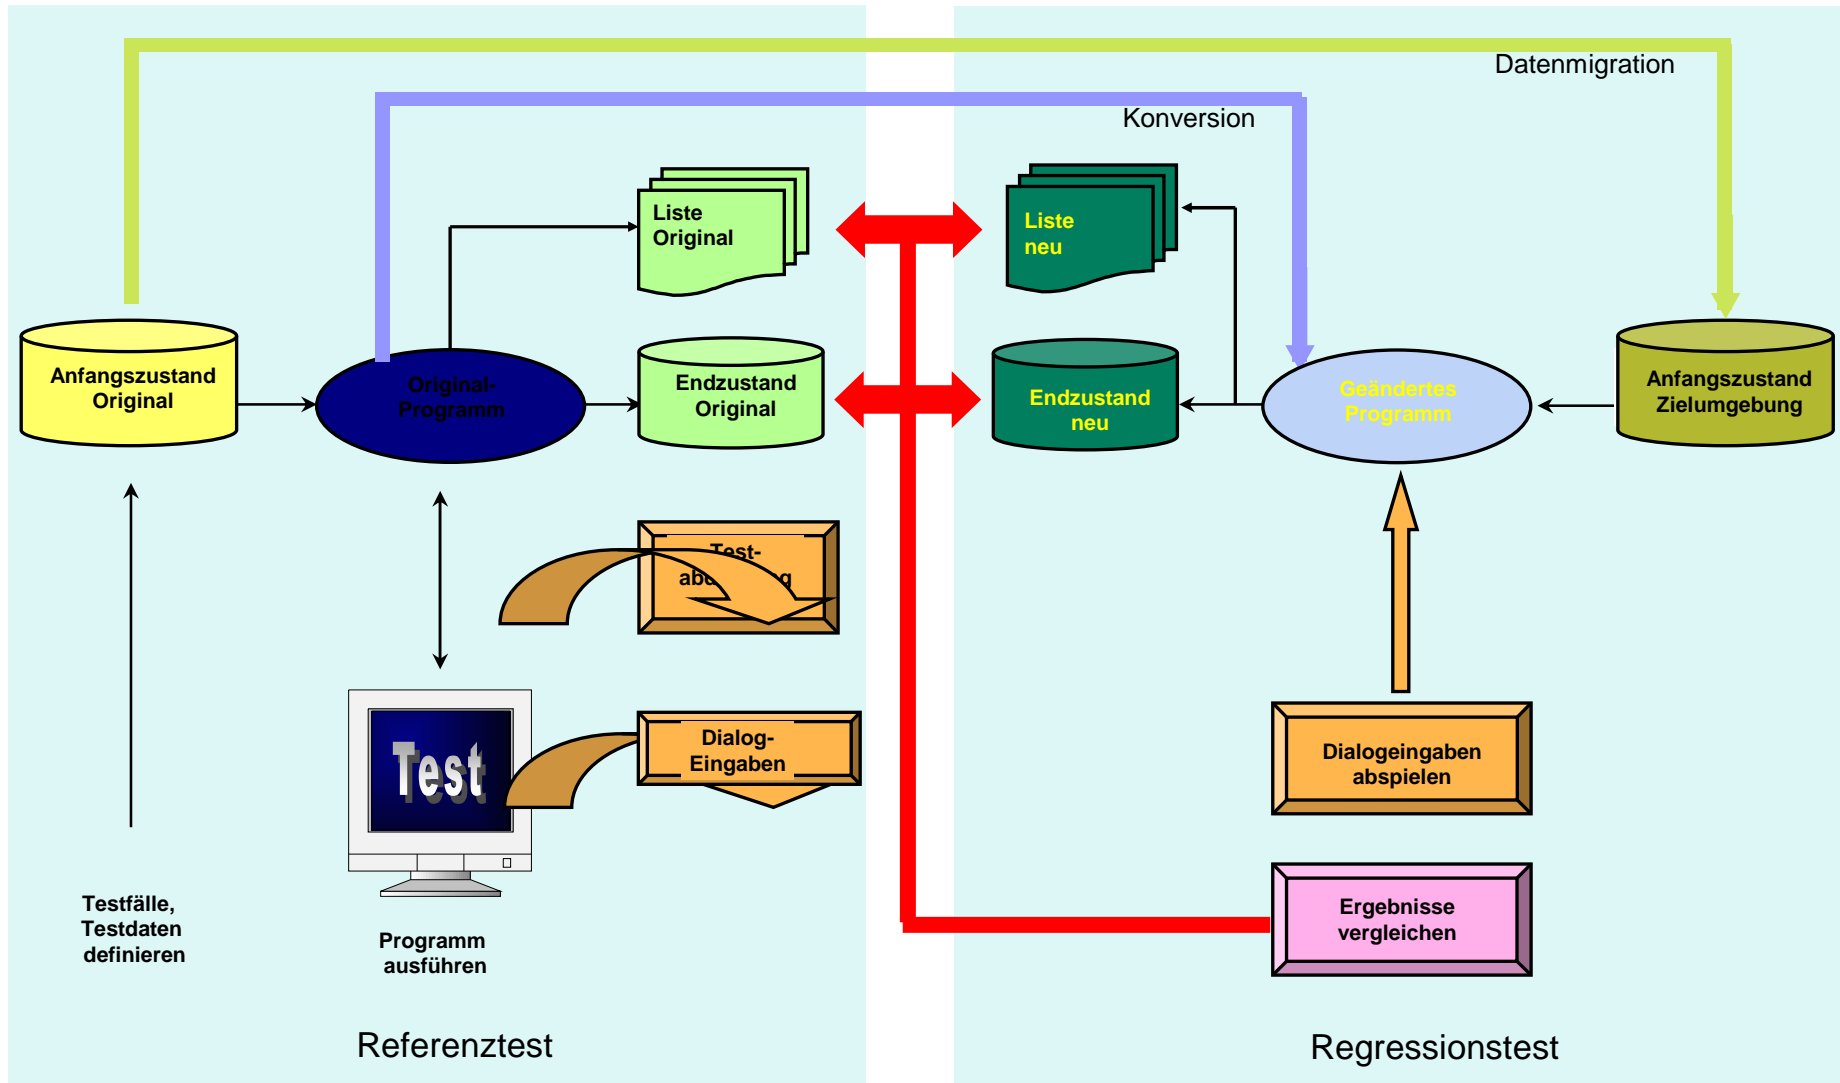 Datenmigration
Konversion
Liste
Original
Liste
neu
Anfangszustand
Original
Original-
Programm
Endzustand
Original
Endzustand
neu
Geändertes
Programm
Anfangszustand
Zielumgebung
Test-
Test
Dialog-
Eingaben
Dialogeingaben
abspielen
Testfälle,
Testdaten
definieren
Programm
ausführen
Ergebnisse
vergleichen
Referenztest
Regressionstest